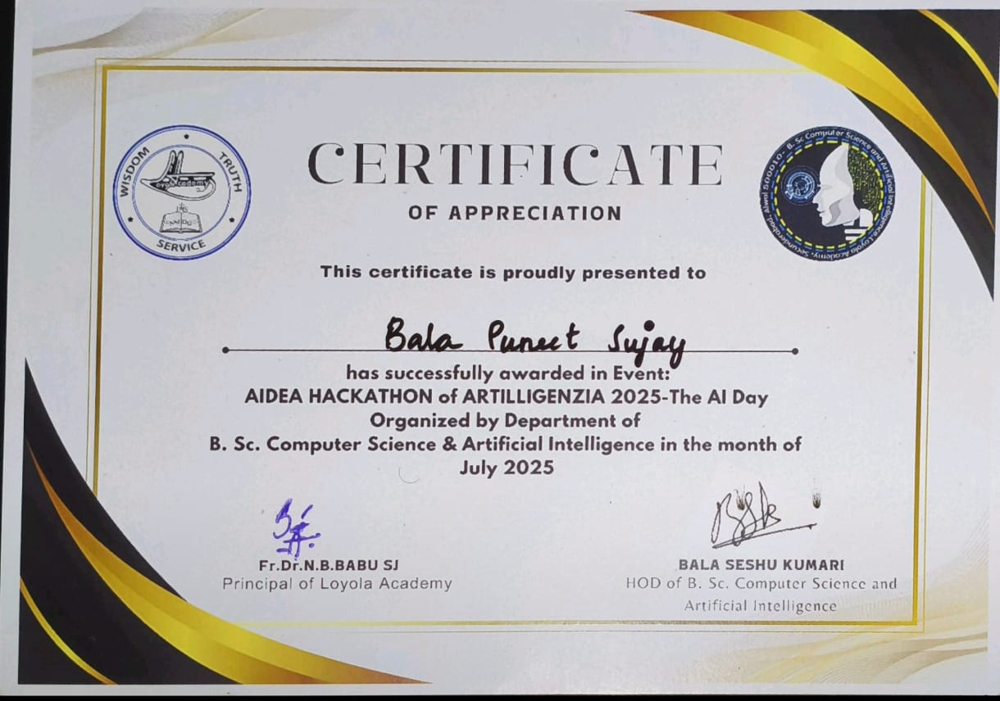 CERTIFICATE
OF APPRECIATION
WISDOM
TRUTH
SERVICE
B. Sc Computer Science and Artificial Intelligence-Loyola Academy, Secunderabad, Alwal 500010-
This certificate is proudly presented to
Bala Puneet Sujay
has successfully awarded in Event:
AIDEA HACKATHON of ARTILLIGENZIA 2025-The AI Day
Organized by Department of
B. Sc. Computer Science & Artificial Intelligence in the month of
July 2025
Fr.Dr.N.B.BABU SJ
Principal of Loyola Academy
BALA SESHU KUMARI
HOD of B. Sc. Computer Science and
Artificial Intelligence